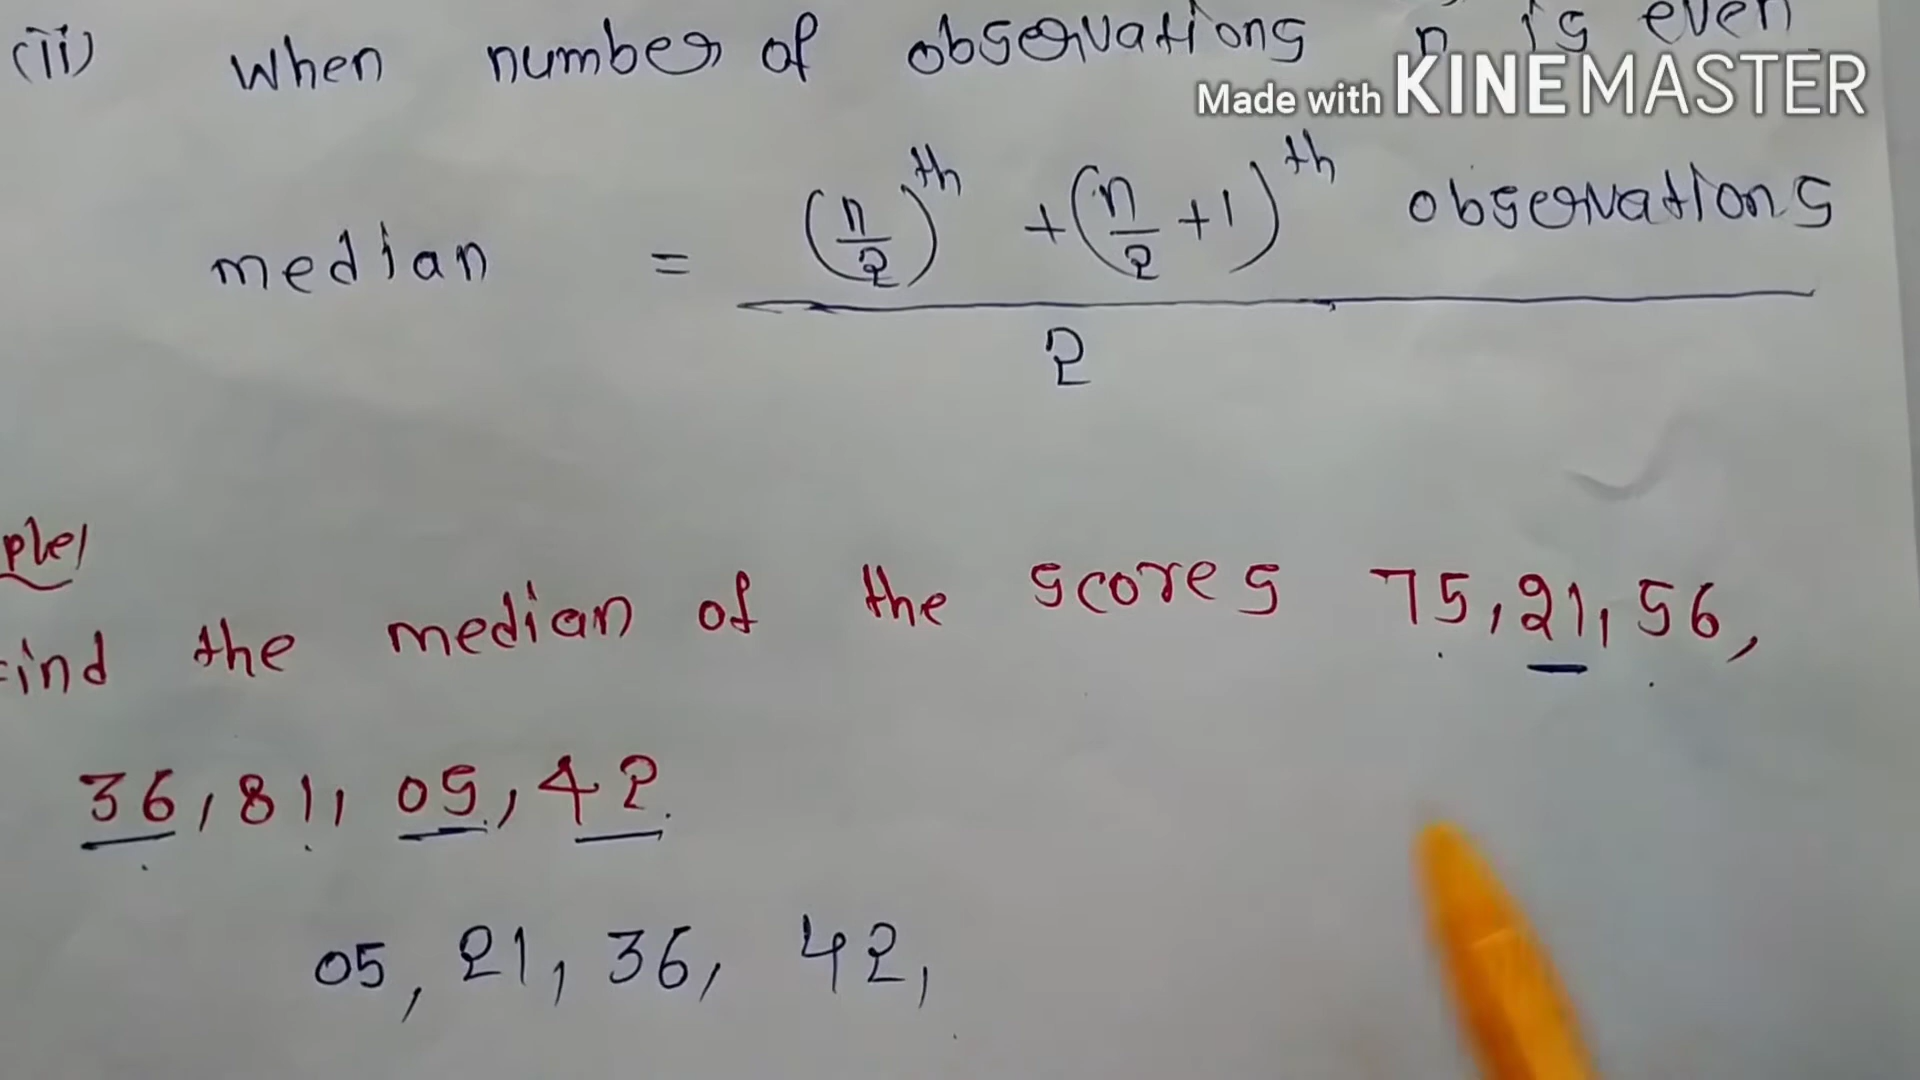 (ii) When number of observations n is even
Made with KINEMASTER
median = (n/2)th + (n/2 + 1)th observations
2
ple/
ind the median of the scores 75, 21, 56,
36, 81, 05, 42.
05, 21, 36, 42,